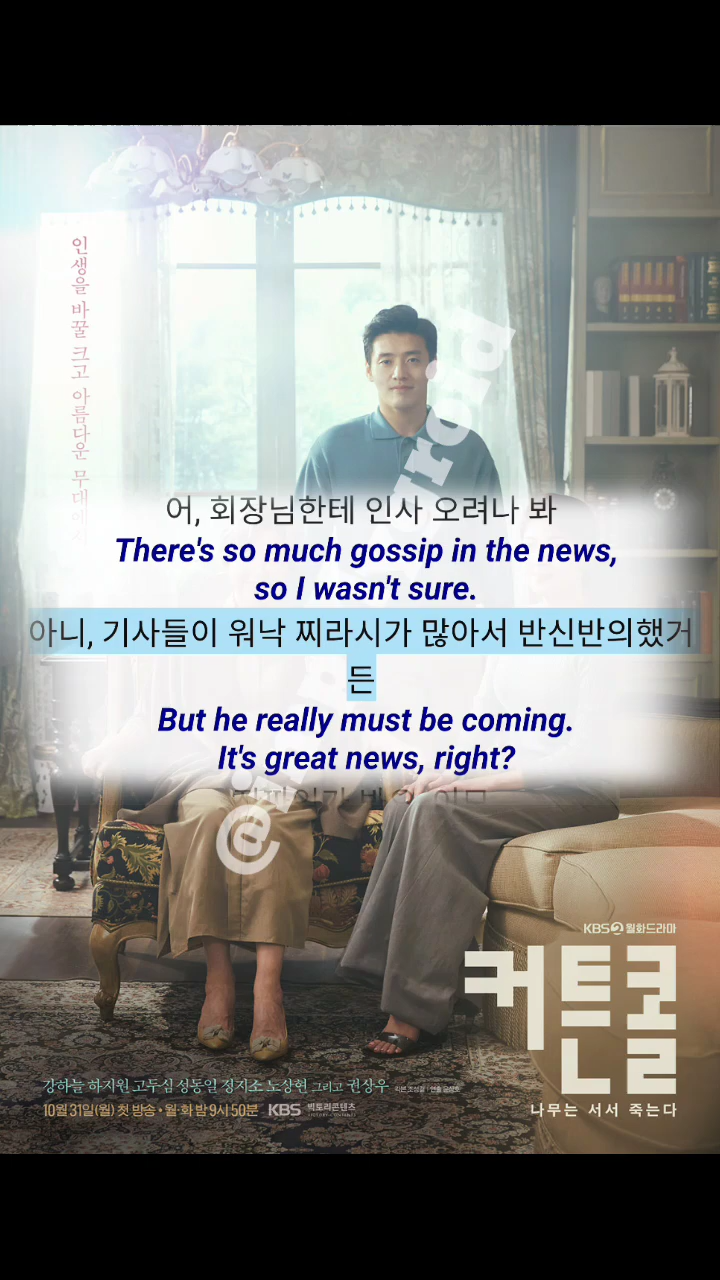 인생을 바꿀 크고 아름다운 무대
어, 회장님한테 인사 오려나 봐
There's so much gossip in the news,
so I wasn't sure.
아니, 기사들이 워낙 찌라시가 많아서 반신반의했거
든
But he really must be coming.
It's great news, right?
KBS2 월화드라마
커튼콜
나무는 서서 죽는다
강하늘 하지원 고두심 성동일 정지소 노상현 그리고 권상우
10월 31일(월) 첫 방송 • 월·화 밤 9시 50분 KBS 빅토리콘텐츠